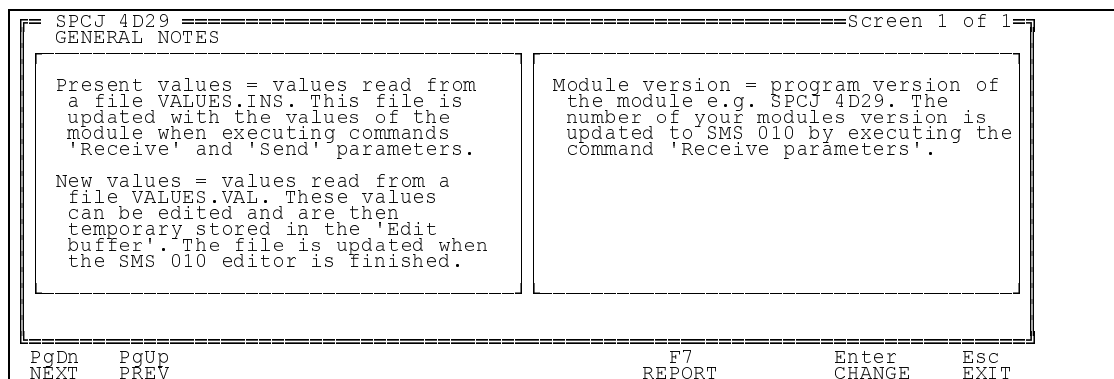 SPCJ 4D29 Screen 1 of 1
GENERAL NOTES
Present values = values read from
a file VALUES.INS. This file is
updated with the values of the
module when executing commands
'Receive' and 'Send' parameters.
New values = values read from a
file VALUES.VAL. These values
can be edited and are then
temporary stored in the 'Edit
buffer'. The file is updated when
the SMS 010 editor is finished.
Module version = program version of
the module e.g. SPCJ 4D29. The
number of your modules version is
updated to SMS 010 by executing the
command 'Receive parameters'.
PgDn PgUp F7 Enter Esc
NEXT PREV REPORT CHANGE EXIT